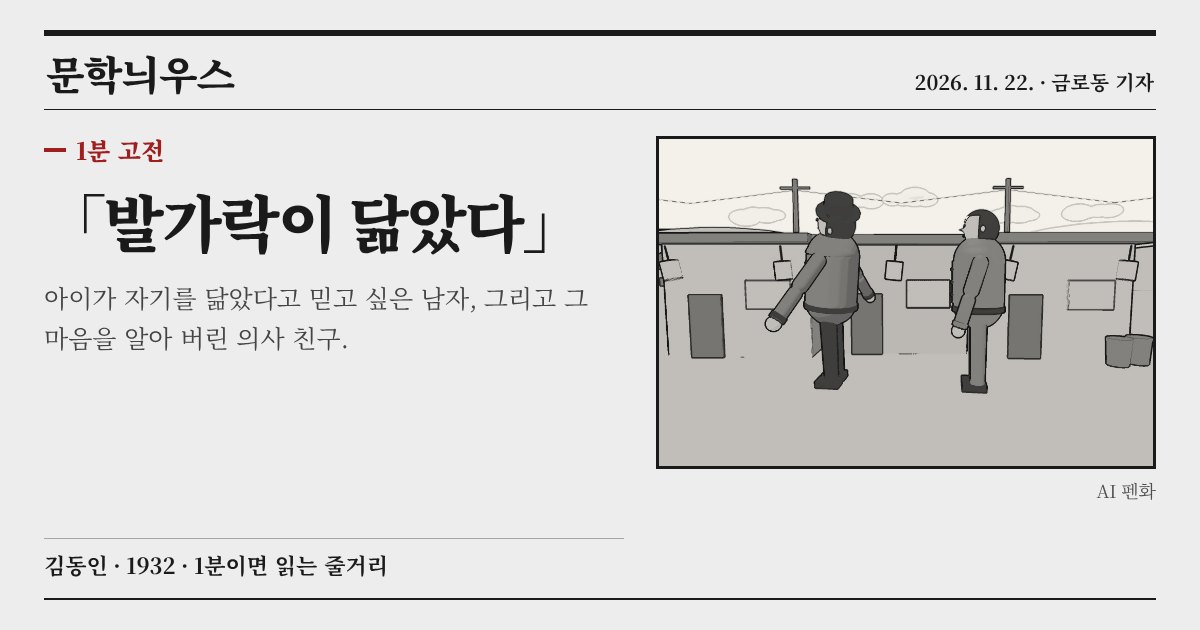 문학늬우스
2026. 11. 22. · 금로동 기자
1분 고전
「발가락이 닮았다」
아이가 자기를 닮았다고 믿고 싶은 남자, 그리고 그
마음을 알아 버린 의사 친구.
AI 펜화
김동인 · 1932 · 1분이면 읽는 줄거리